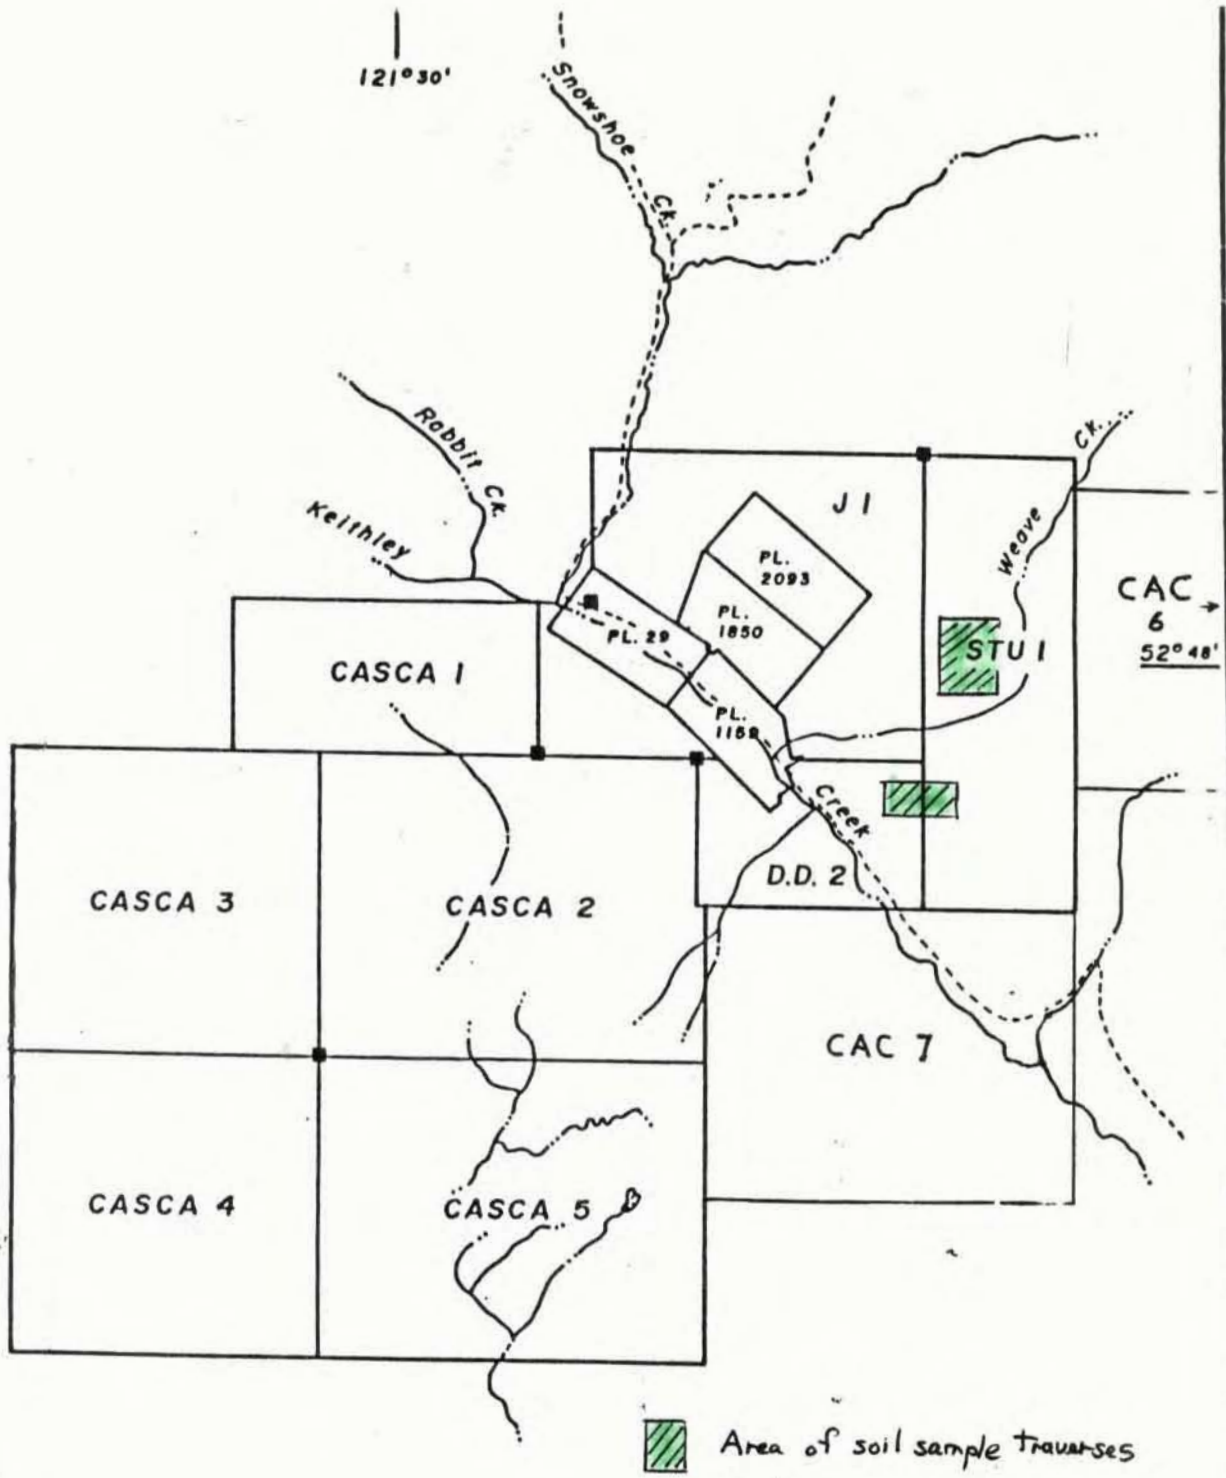 121°30'
Snowshoe Ck.
Rabbit Ck.
Keithley
J 1
Weave Ck.
PL.
2093
CAC
6
52°48'
PL.
1850
PL. 29
STU 1
CASCA 1
PL.
1159
Creek
CASCA 3
CASCA 2
D.D. 2
CAC 7
CASCA 4
CASCA 5
Area of soil sample traverses